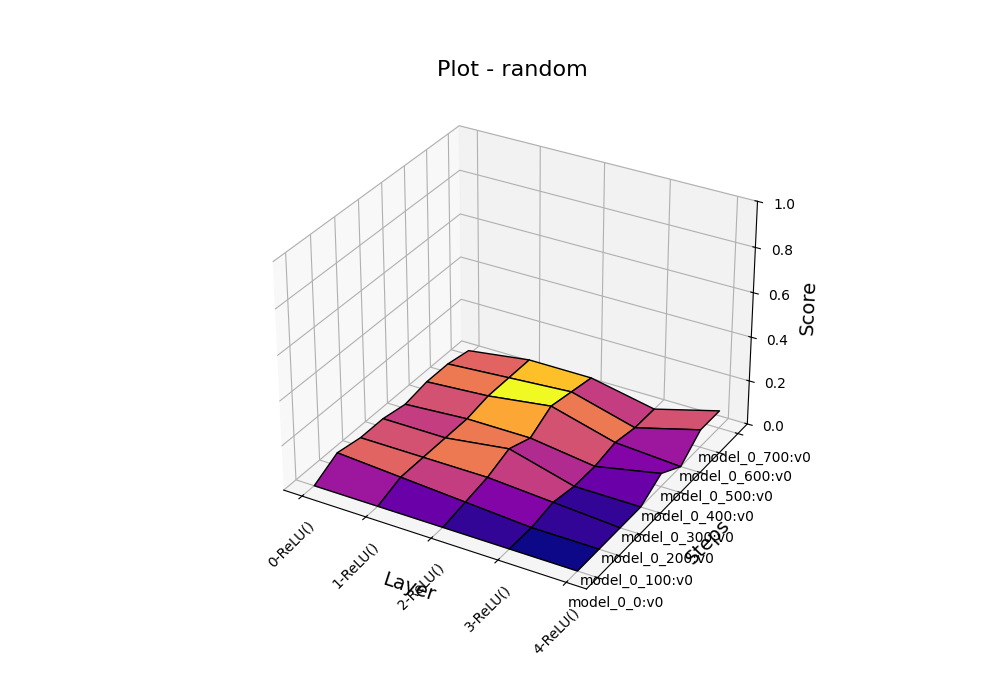 Plot - random
1.0
0.8
0.6
0.4
0.2
0.0
Score
model_0_700:v0
model_0_600:v0
model_0_500:v0
model_0_400:v0
model_0_300:v0
model_0_200:v0
model_0_100:v0
model_0_0:v0
Steps
0-ReLU()
1-ReLU()
2-ReLU()
3-ReLU()
4-ReLU()
Layer